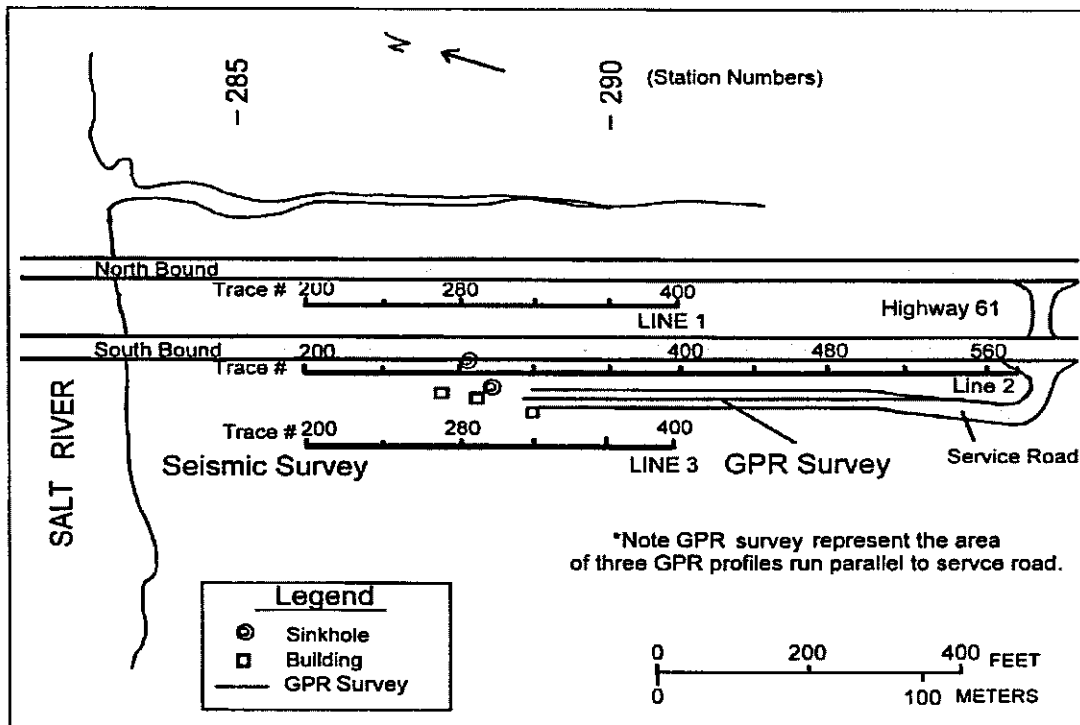 N
- 285
- 290
(Station Numbers)
North Bound
Trace # 200 280 400
LINE 1
Highway 61
South Bound
200 400 480 560
Trace #
Line 2
Trace # 200 280 400
LINE 3
Seismic Survey
GPR Survey
Service Road
SALT RIVER
*Note GPR survey represent the area
of three GPR profiles run parallel to servce road.
Legend
Sinkhole
Building
GPR Survey
0 200 400 FEET
0 100 METERS